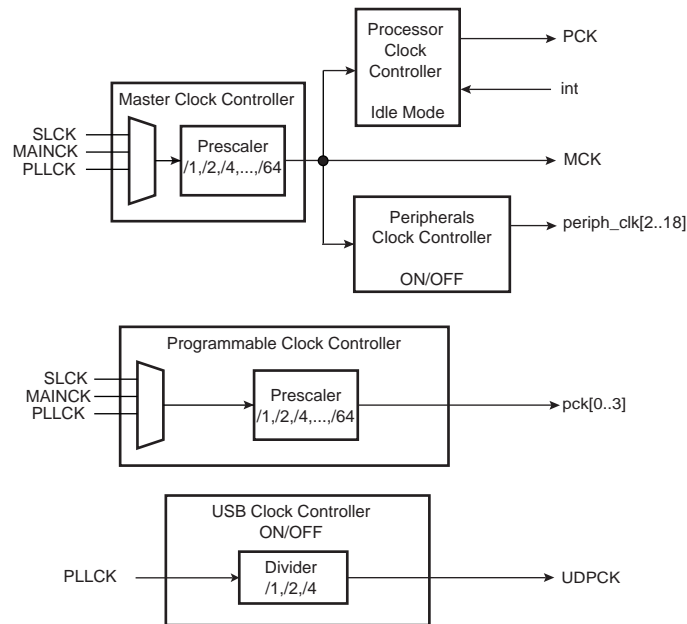 Processor
Clock
Controller
Idle Mode
PCK
int
Master Clock Controller
SLCK
MAINCK
PLLCK
Prescaler
/1,/2,/4,...,/64
MCK
Peripherals
Clock Controller
ON/OFF
periph_clk[2..18]
Programmable Clock Controller
SLCK
MAINCK
PLLCK
Prescaler
/1,/2,/4,...,/64
pck[0..3]
USB Clock Controller
ON/OFF
PLLCK
Divider
/1,/2,/4
UDPCK